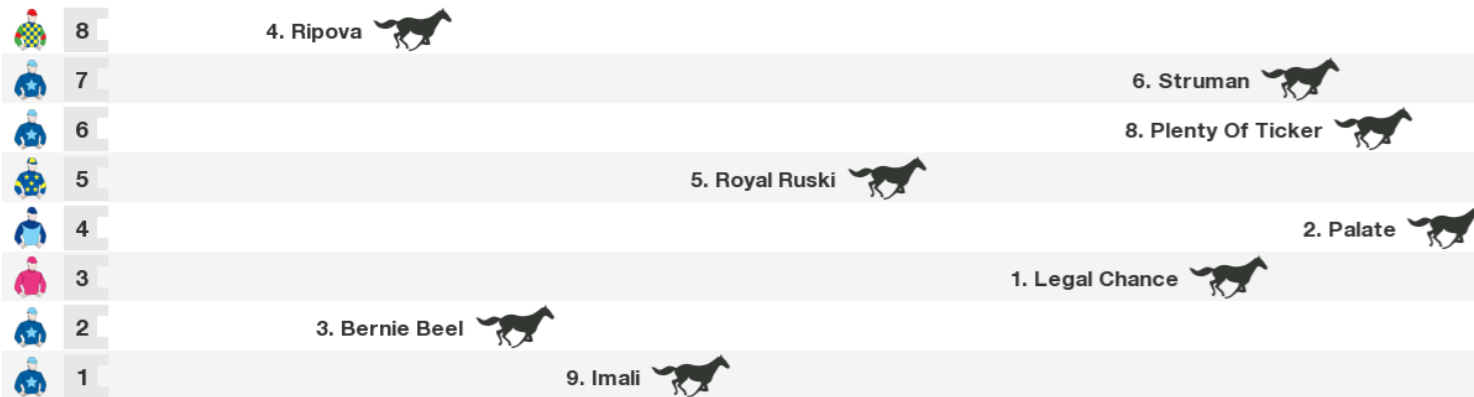 8 4. Ripova
7 6. Struman
6 8. Plenty Of Ticker
5 5. Royal Ruski
4 2. Palate
3 1. Legal Chance
2 3. Bernie Beel
1 9. Imali